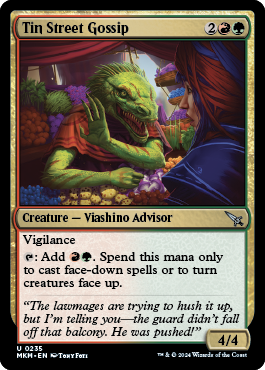 Tin Street Gossip 2
Creature — Viashino Advisor
Vigilance
: Add . Spend this mana only
to cast face-down spells or to turn
creatures face up.
“The lawmages are trying to hush it up,
but I’m telling you—the guard didn’t fall
off that balcony. He was pushed!”
4/4
U 0235
MKM • EN Tony Foti
™ & © 2024 Wizards of the Coast